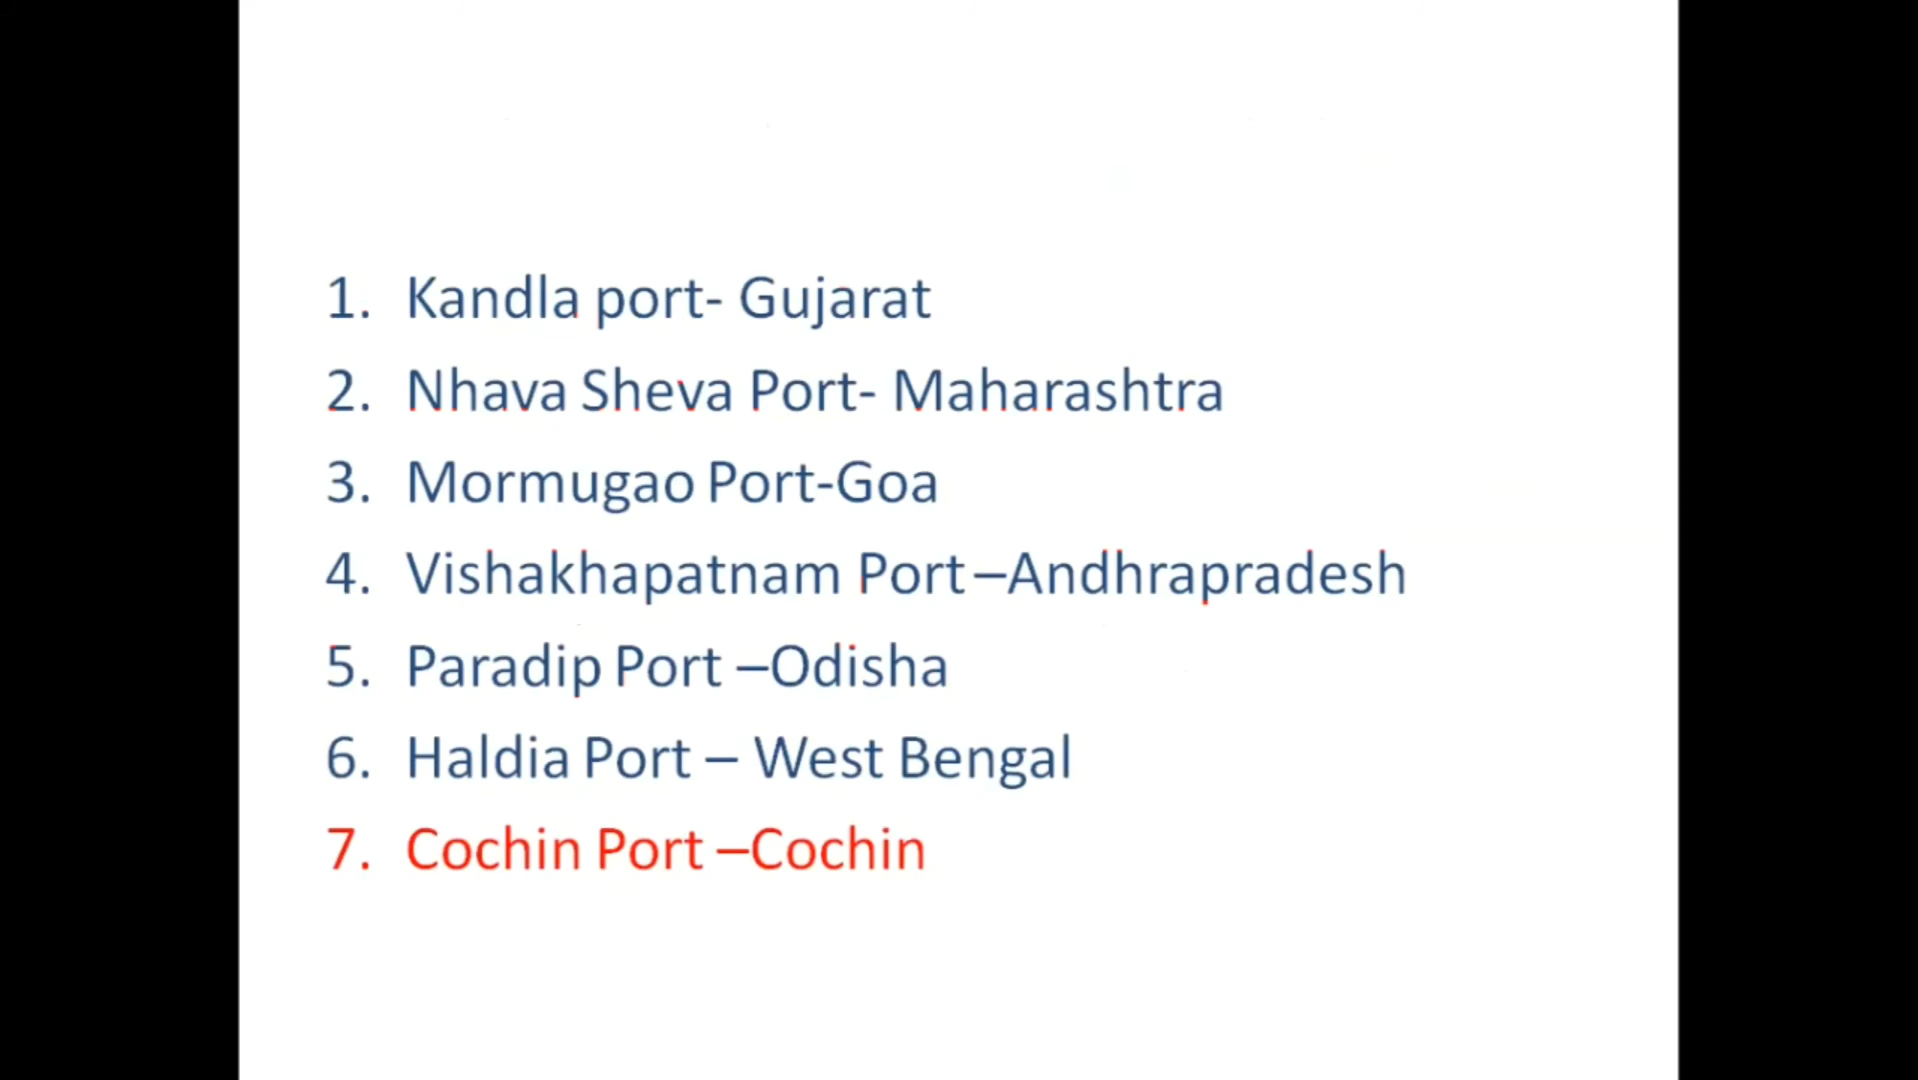 1. Kandla port- Gujarat
2. Nhava Sheva Port- Maharashtra
3. Mormugao Port-Goa
4. Vishakhapatnam Port –Andhrapradesh
5. Paradip Port –Odisha
6. Haldia Port – West Bengal
7. Cochin Port –Cochin